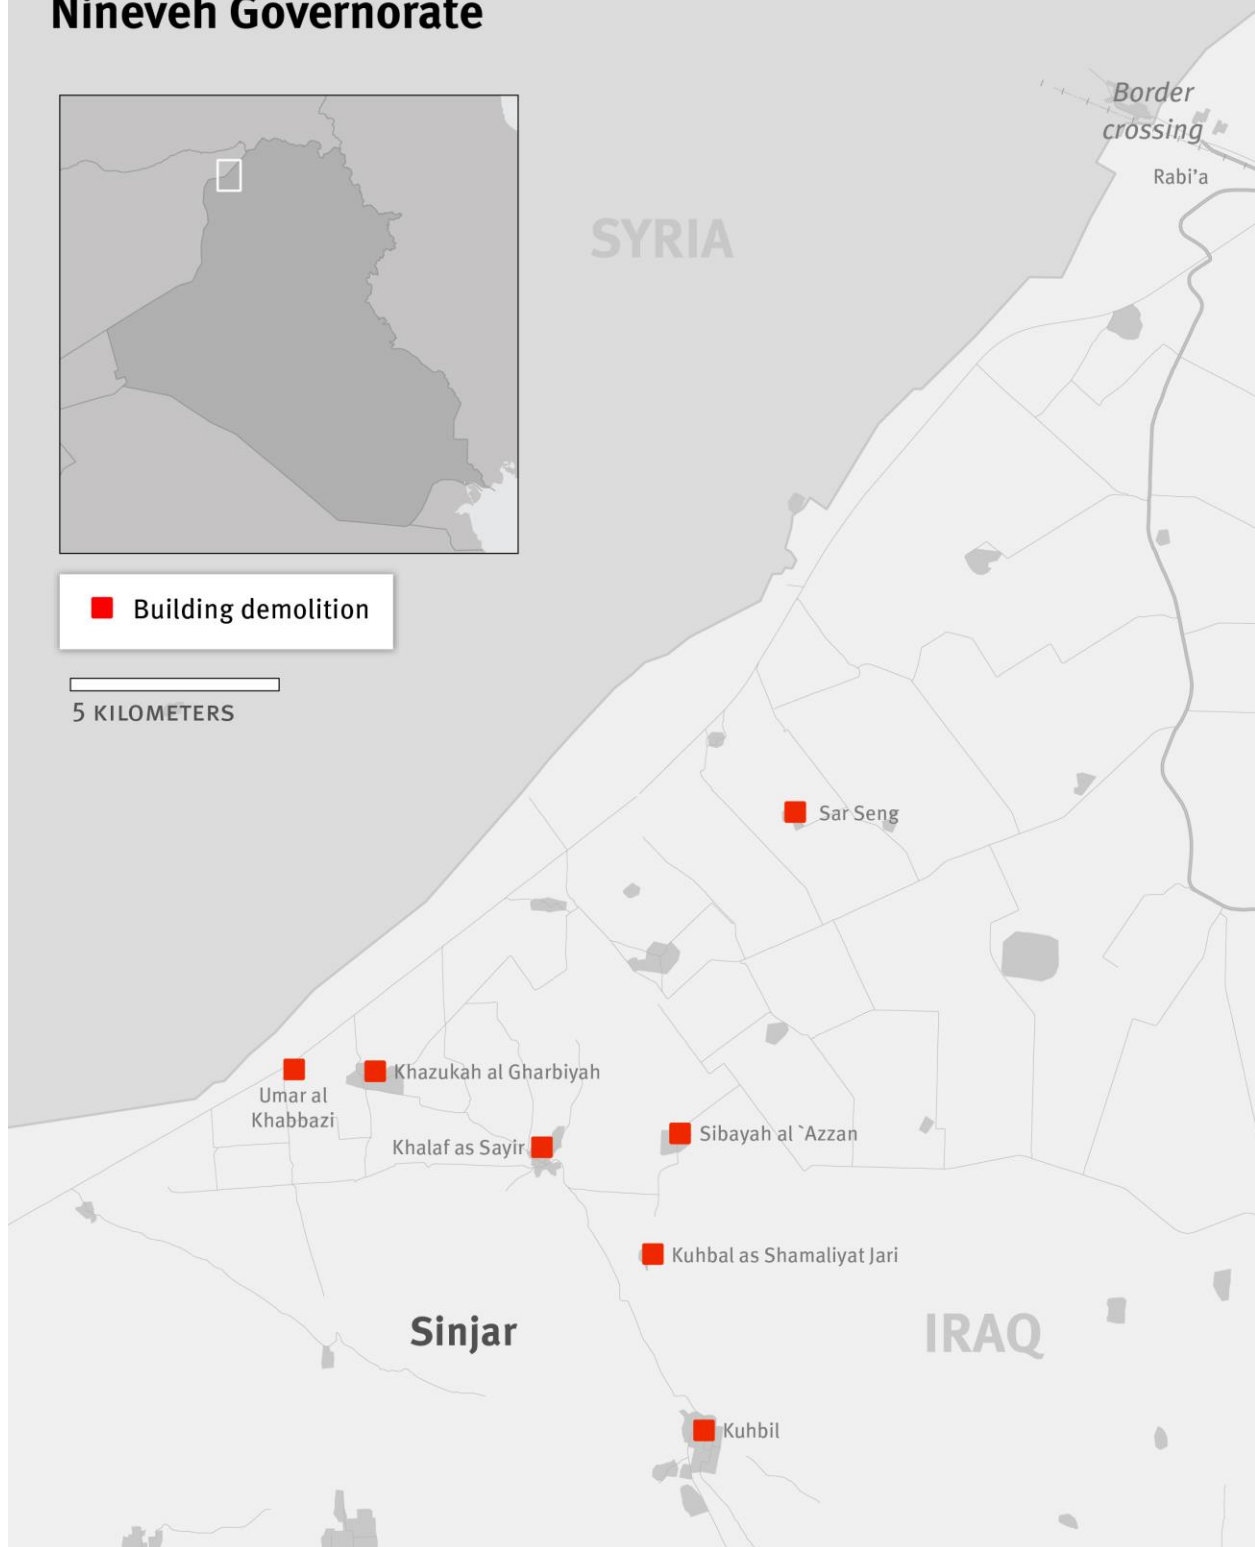 Nineveh Governorate
Border
crossing
Rabi'a
SYRIA
Building demolition
5 KILOMETERS
Sar Seng
Khazukah al Gharbiyah
Umar al
Khabbazi
Khalaf as Sayir
Sibayah al `Azzan
Kuhbal as Shamaliyat Jari
Sinjar
IRAQ
Kuhbil